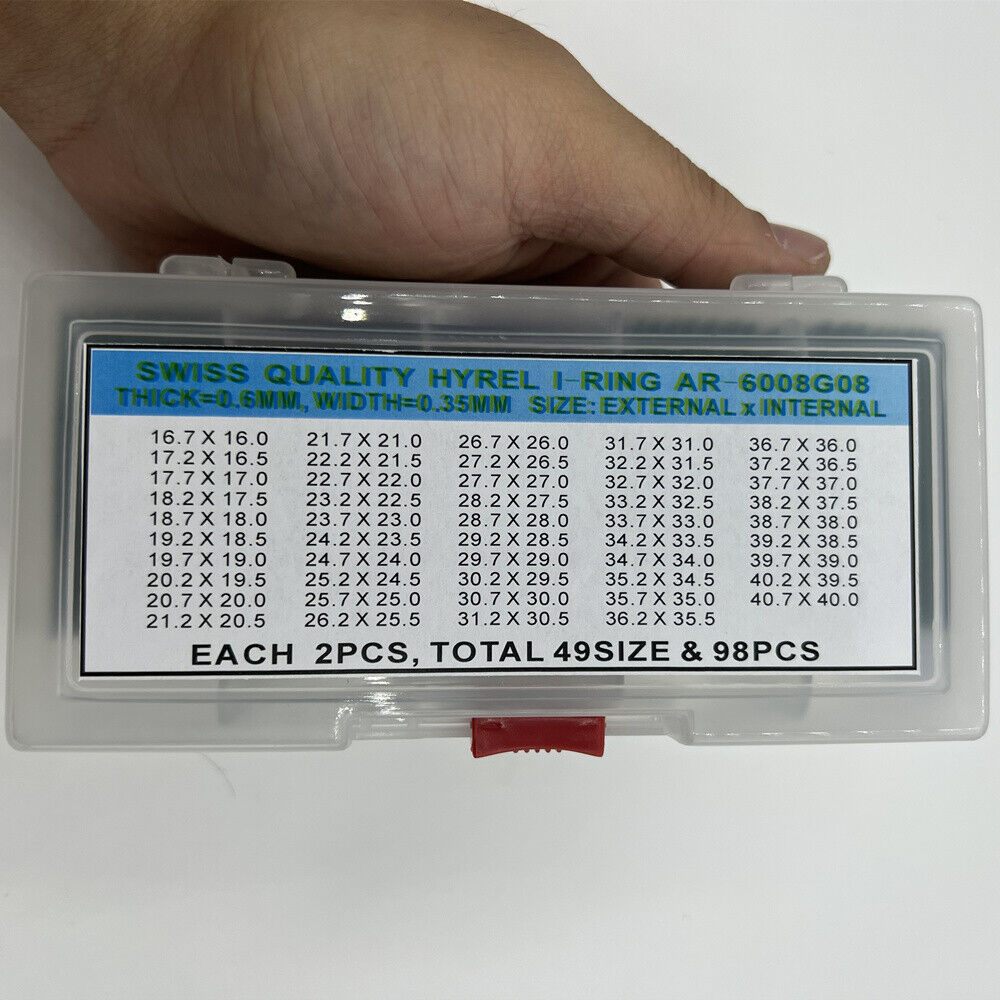 SWISS QUALITY HYREL I-RING AR-6008G08
THICK=0.6MM, WIDTH=0.35MM SIZE: EXTERNAL x INTERNAL
16.7 X 16.0 21.7 X 21.0 26.7 X 26.0 31.7 X 31.0 36.7 X 36.0
17.2 X 16.5 22.2 X 21.5 27.2 X 26.5 32.2 X 31.5 37.2 X 36.5
17.7 X 17.0 22.7 X 22.0 27.7 X 27.0 32.7 X 32.0 37.7 X 37.0
18.2 X 17.5 23.2 X 22.5 28.2 X 27.5 33.2 X 32.5 38.2 X 37.5
18.7 X 18.0 23.7 X 23.0 28.7 X 28.0 33.7 X 33.0 38.7 X 38.0
19.2 X 18.5 24.2 X 23.5 29.2 X 28.5 34.2 X 33.5 39.2 X 38.5
19.7 X 19.0 24.7 X 24.0 29.7 X 29.0 34.7 X 34.0 39.7 X 39.0
20.2 X 19.5 25.2 X 24.5 30.2 X 29.5 35.2 X 34.5 40.2 X 39.5
20.7 X 20.0 25.7 X 25.0 30.7 X 30.0 35.7 X 35.0 40.7 X 40.0
21.2 X 20.5 26.2 X 25.5 31.2 X 30.5 36.2 X 35.5
EACH 2PCS, TOTAL 49SIZE & 98PCS